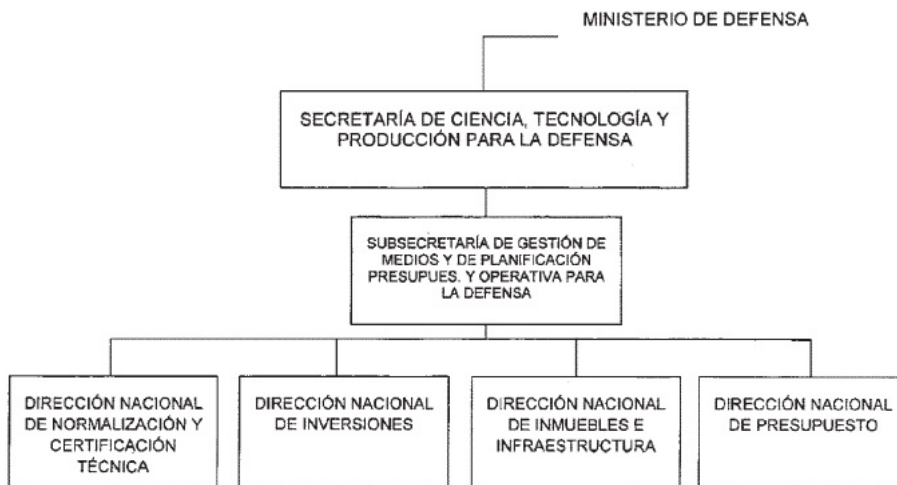 MINISTERIO DE DEFENSA
SECRETARÍA DE CIENCIA, TECNOLOGÍA Y
PRODUCCIÓN PARA LA DEFENSA
SUBSECRETARÍA DE GESTIÓN DE
MEDIOS Y DE PLANIFICACIÓN
PRESUPUES. Y OPERATIVA PARA
LA DEFENSA
DIRECCIÓN NACIONAL
DE NORMALIZACIÓN Y
CERTIFICACIÓN
TÉCNICA
DIRECCIÓN NACIONAL
DE INVERSIONES
DIRECCIÓN NACIONAL
DE INMUEBLES E
INFRAESTRUCTURA
DIRECCIÓN NACIONAL
DE PRESUPUESTO